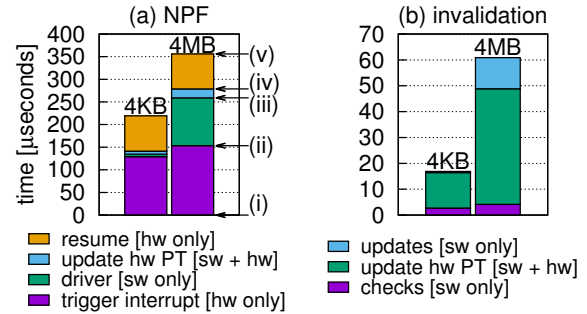 (a) NPF
(b) invalidation
time [µseconds]
400
350
300
250
200
150
100
50
0
4KB
4MB
(v)
(iv)
(iii)
(ii)
(i)
resume [hw only]
update hw PT [sw + hw]
driver [sw only]
trigger interrupt [hw only]
70
60
50
40
30
20
10
0
4KB
4MB
updates [sw only]
update hw PT [sw + hw]
checks [sw only]